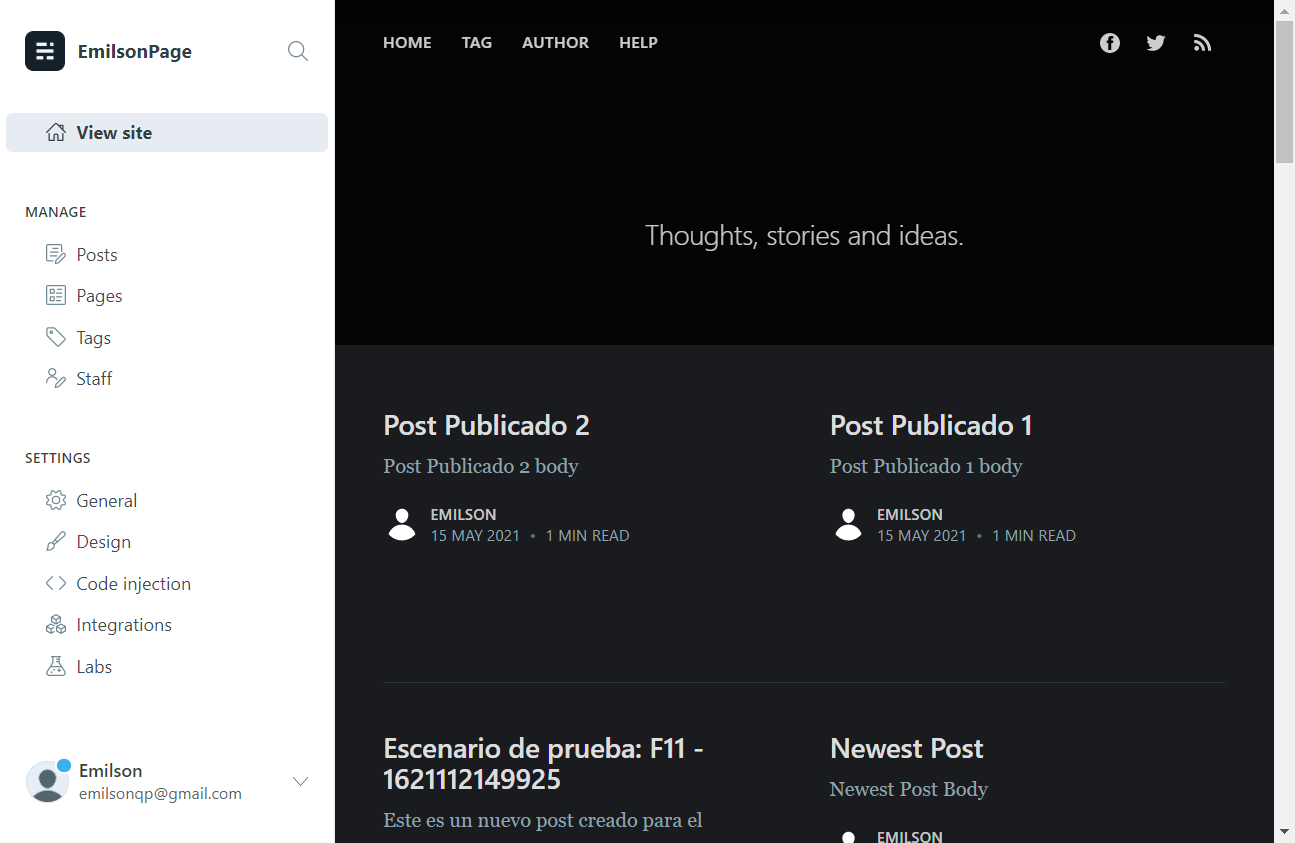 EmilsonPage
View site
MANAGE
Posts
Pages
Tags
Staff
SETTINGS
General
Design
Code injection
Integrations
Labs
Emilson
emilsonqp@gmail.com
HOME TAG AUTHOR HELP
Thoughts, stories and ideas.
Post Publicado 2
Post Publicado 2 body
EMILSON
15 MAY 2021 • 1 MIN READ
Post Publicado 1
Post Publicado 1 body
EMILSON
15 MAY 2021 • 1 MIN READ
Escenario de prueba: F11 -
1621112149925
Este es un nuevo post creado para el
Newest Post
Newest Post Body
EMILSON